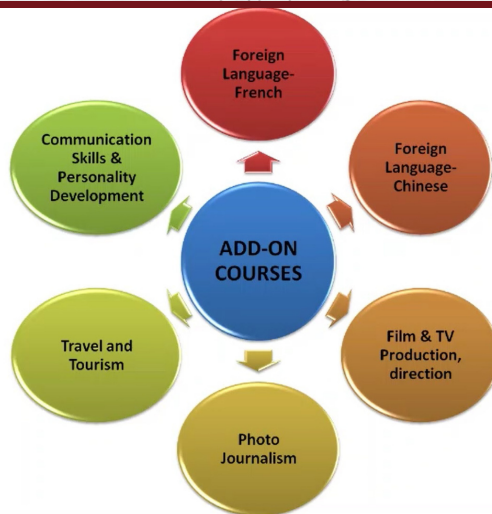 Foreign
Language-
French
Communication
Skills &
Personality
Development
Foreign
Language-
Chinese
ADD-ON
COURSES
Travel and
Tourism
Film & TV
Production,
direction
Photo
Journalism